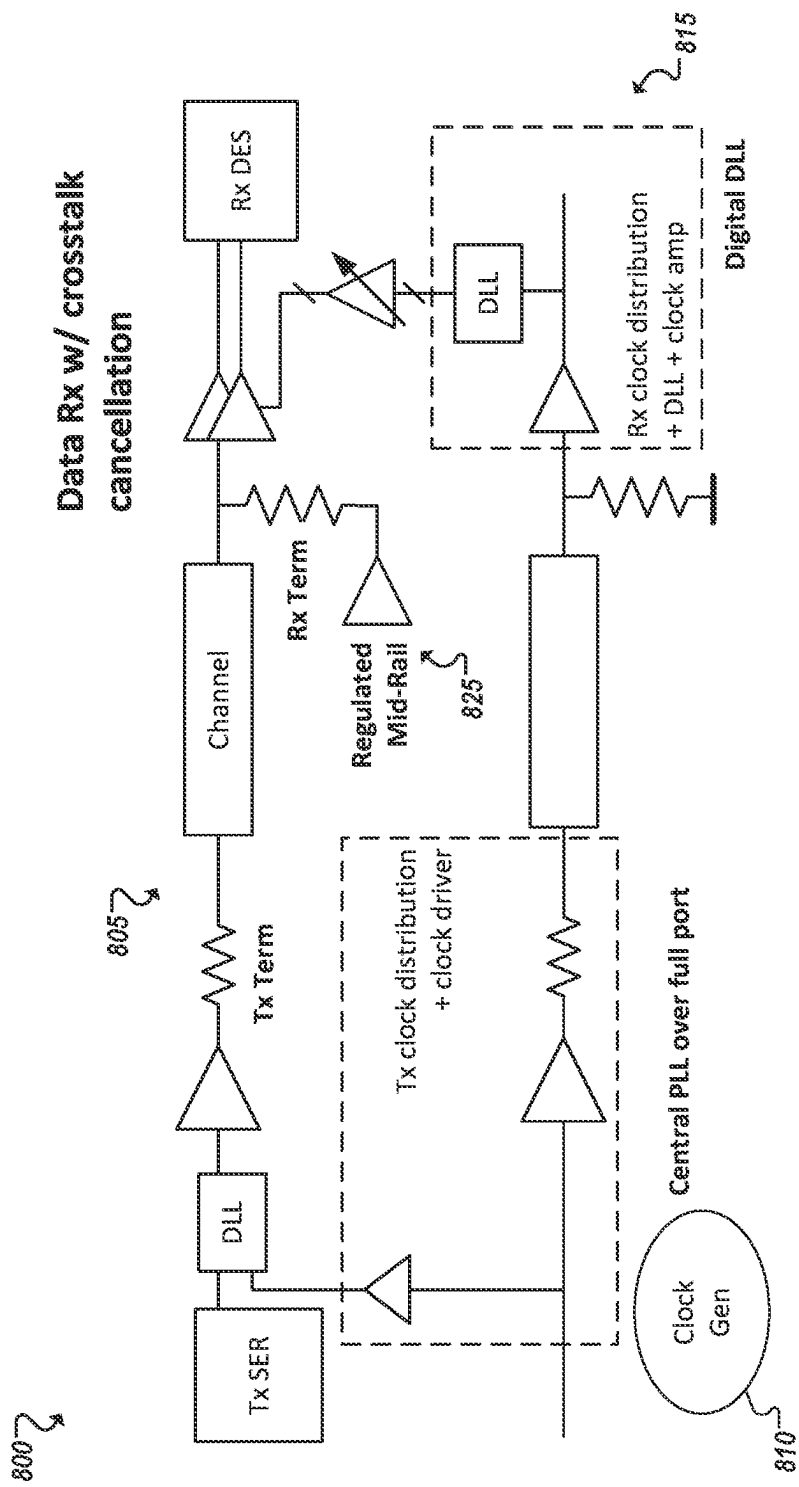 800
Tx SER
DLL
Tx Term
805
Channel
Rx Term
Regulated
Mid-Rail
825
Data Rx w/ crosstalk
cancellation
Rx DES
Tx clock distribution
+ clock driver
DLL
Rx clock distribution
+ DLL + clock amp
Digital DLL
815
Clock
Gen
810
Central PLL over full port